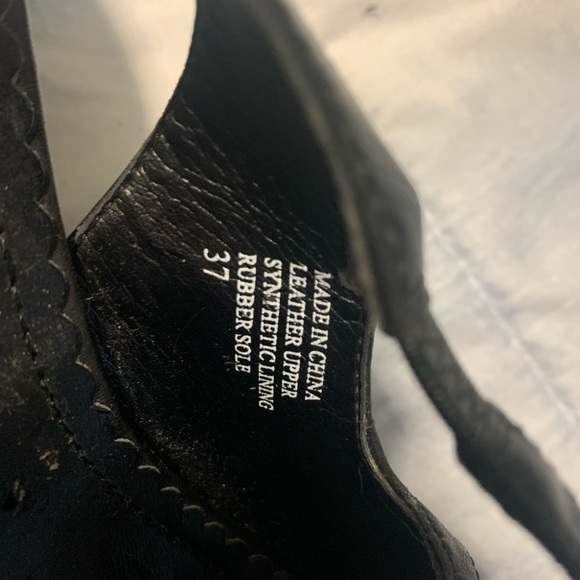 MADE IN CHINA
LEATHER UPPER
SYNTHETIC LINING
RUBBER SOLE
37